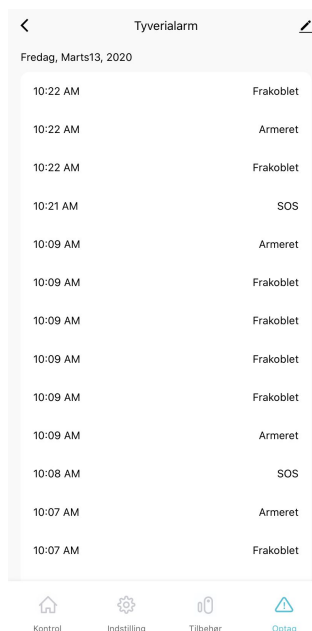 Tyverialarm
Fredag, Marts13, 2020
10:22 AM Frakoblet
10:22 AM Armeret
10:22 AM Frakoblet
10:21 AM SOS
10:09 AM Armeret
10:09 AM Frakoblet
10:09 AM Frakoblet
10:09 AM Frakoblet
10:09 AM Frakoblet
10:09 AM Armeret
10:08 AM SOS
10:07 AM Armeret
10:07 AM Frakoblet
Kontrol Indstilling Tilbehør Optag